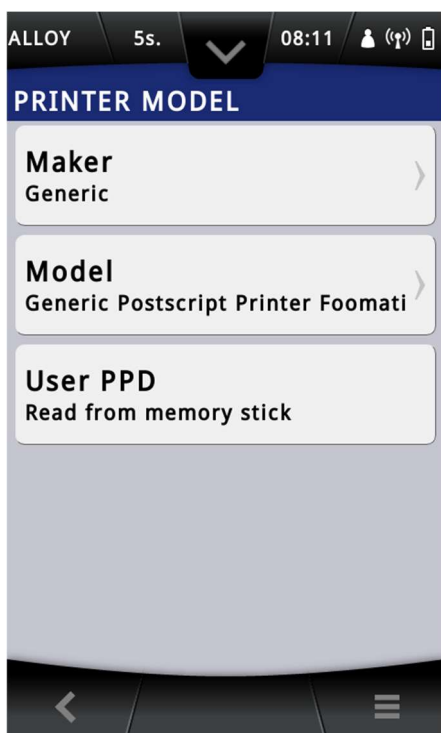 ALLOY 5s. 08:11
PRINTER MODEL
Maker
Generic
Model
Generic Postscript Printer Foomati
User PPD
Read from memory stick